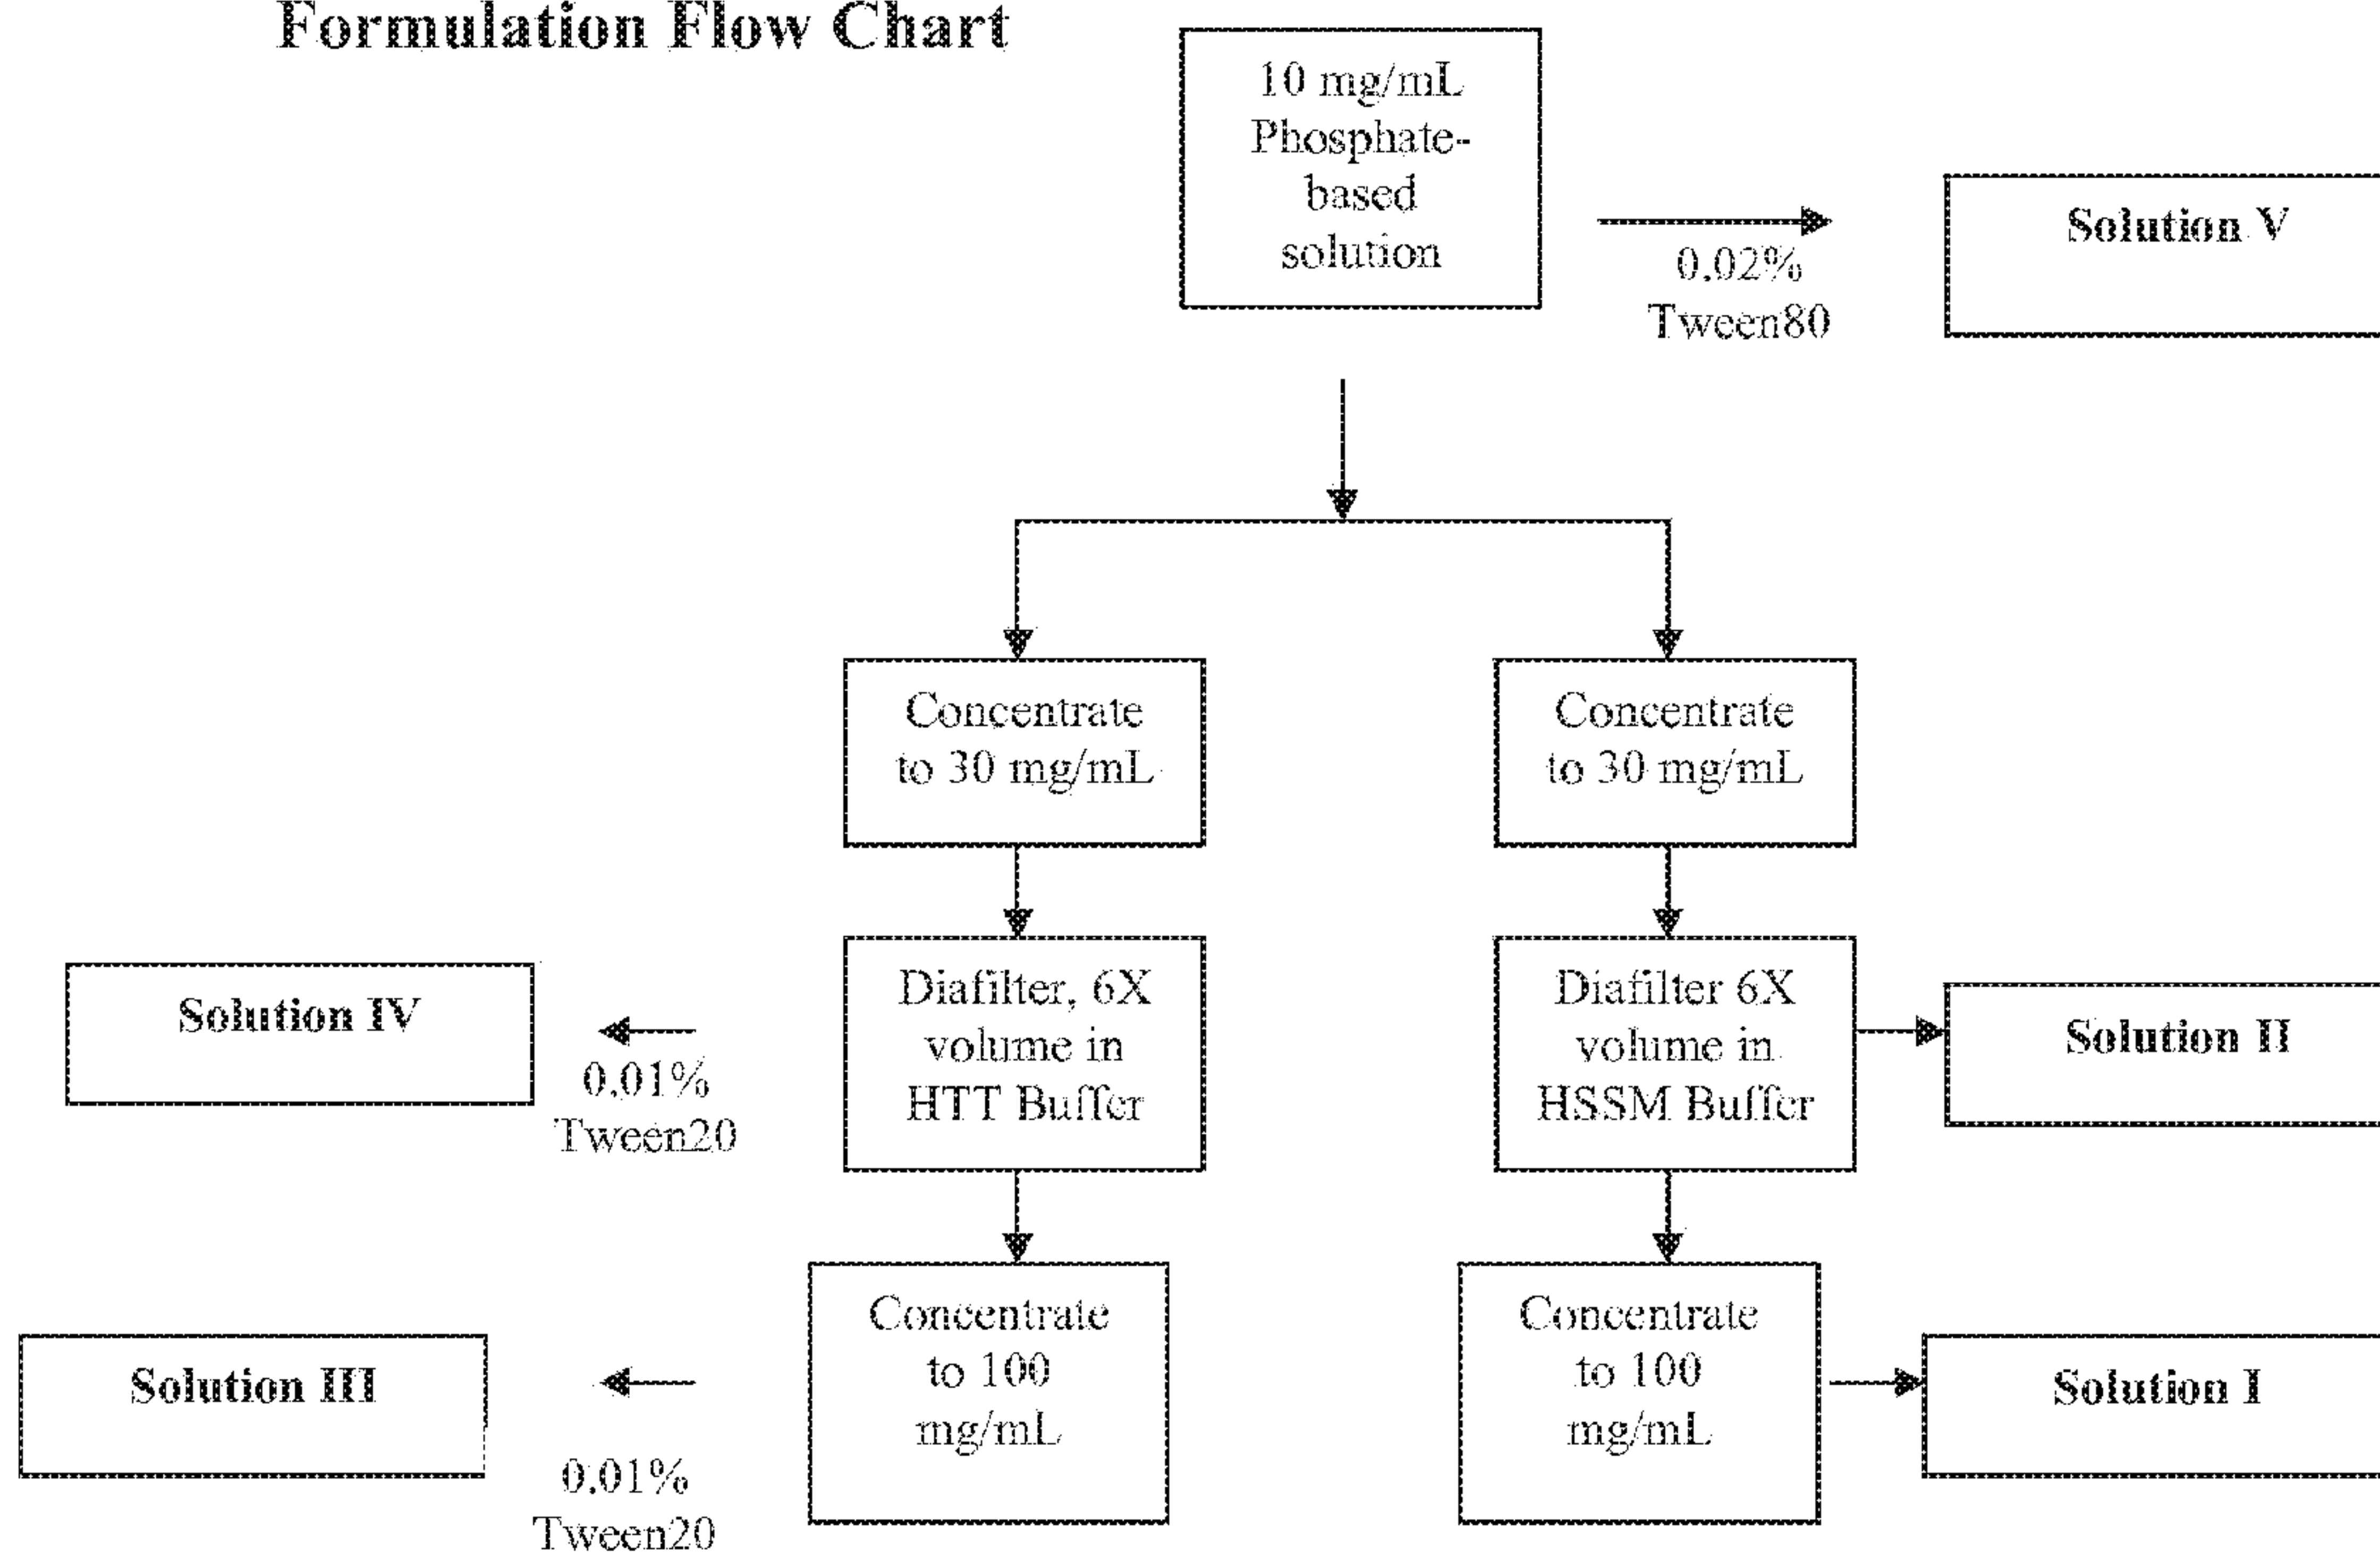 Formulation Flow Chart
10 mg/mL
Phosphate-
based
solution
0.02%
Tween80
Solution V
Concentrate
to 30 mg/mL
Concentrate
to 30 mg/mL
Solution IV
0.01%
Tween20
Diafilter, 6X
volume in
HTT Buffer
Diafilter 6X
volume in
HSSM Buffer
Solution II
Solution III
0.01%
Tween20
Concentrate
to 100
mg/mL
Concentrate
to 100
mg/mL
Solution I